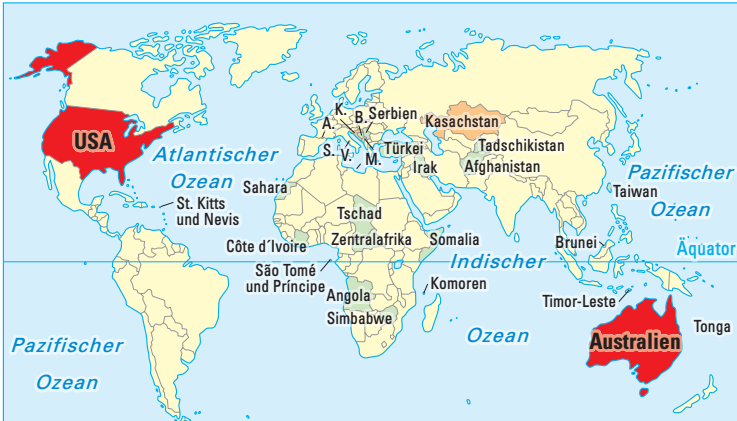 USA
Atlantischer
Ozean
St. Kitts
und Nevis
Sahara
K.
B.
Serbien
A.
S.
V.
M.
Türkei
Kasachstan
Tadschikistan
Irak
Afghanistan
Pazifischer
Ozean
Taiwan
Tschad
Côte d'Ivoire
Zentralafrika
Somalia
Brunei
Äquator
Indischer
Ozean
São Tomé
und Príncipe
Komoren
Angola
Simbabwe
Timor-Leste
Pazifischer
Ozean
Australien
Tonga